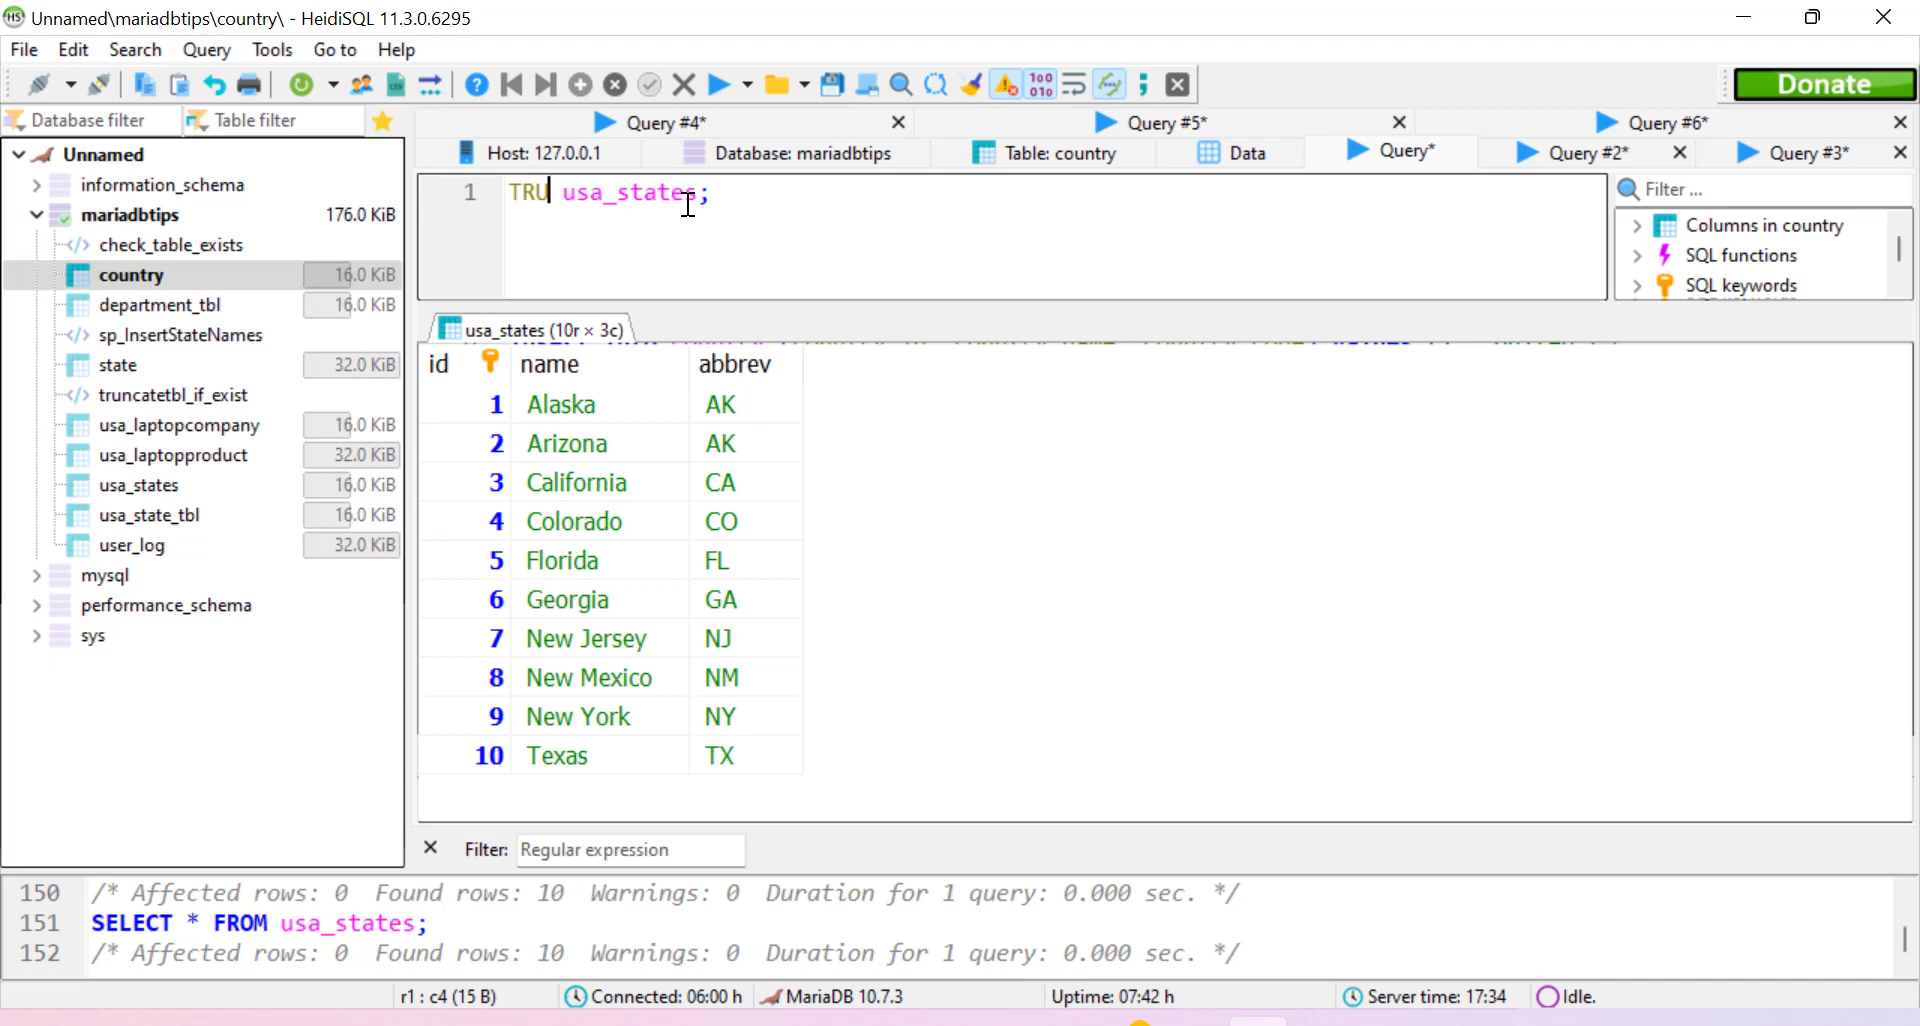 Unnamed\mariadbtips\country\ - HeidiSQL 11.3.0.6295
File Edit Search Query Tools Go to Help
Donate
Database filter Table filter
Query #4* Query #5* Query #6*
Host: 127.0.0.1 Database: mariadbtips Table: country Data Query* Query #2* Query #3*
Unnamed
information_schema
mariadbtips 176.0 KiB
check_table_exists
country 16.0 KiB
department_tbl 16.0 KiB
sp_InsertStateNames
state 32.0 KiB
truncatetbl_if_exist
usa_laptopcompany 16.0 KiB
usa_laptopproduct 32.0 KiB
usa_states 16.0 KiB
usa_state_tbl 16.0 KiB
user_log 32.0 KiB
mysql
performance_schema
sys
1 TRU usa_states;
Filter ...
Columns in country
SQL functions
SQL keywords
usa_states (10r × 3c)
id name abbrev
1 Alaska AK
2 Arizona AK
3 California CA
4 Colorado CO
5 Florida FL
6 Georgia GA
7 New Jersey NJ
8 New Mexico NM
9 New York NY
10 Texas TX
Filter: Regular expression
150 /* Affected rows: 0 Found rows: 10 Warnings: 0 Duration for 1 query: 0.000 sec. */
151 SELECT * FROM usa_states;
152 /* Affected rows: 0 Found rows: 10 Warnings: 0 Duration for 1 query: 0.000 sec. */
r1 : c4 (15 B) Connected: 06:00 h MariaDB 10.7.3 Uptime: 07:42 h Server time: 17:34 Idle.